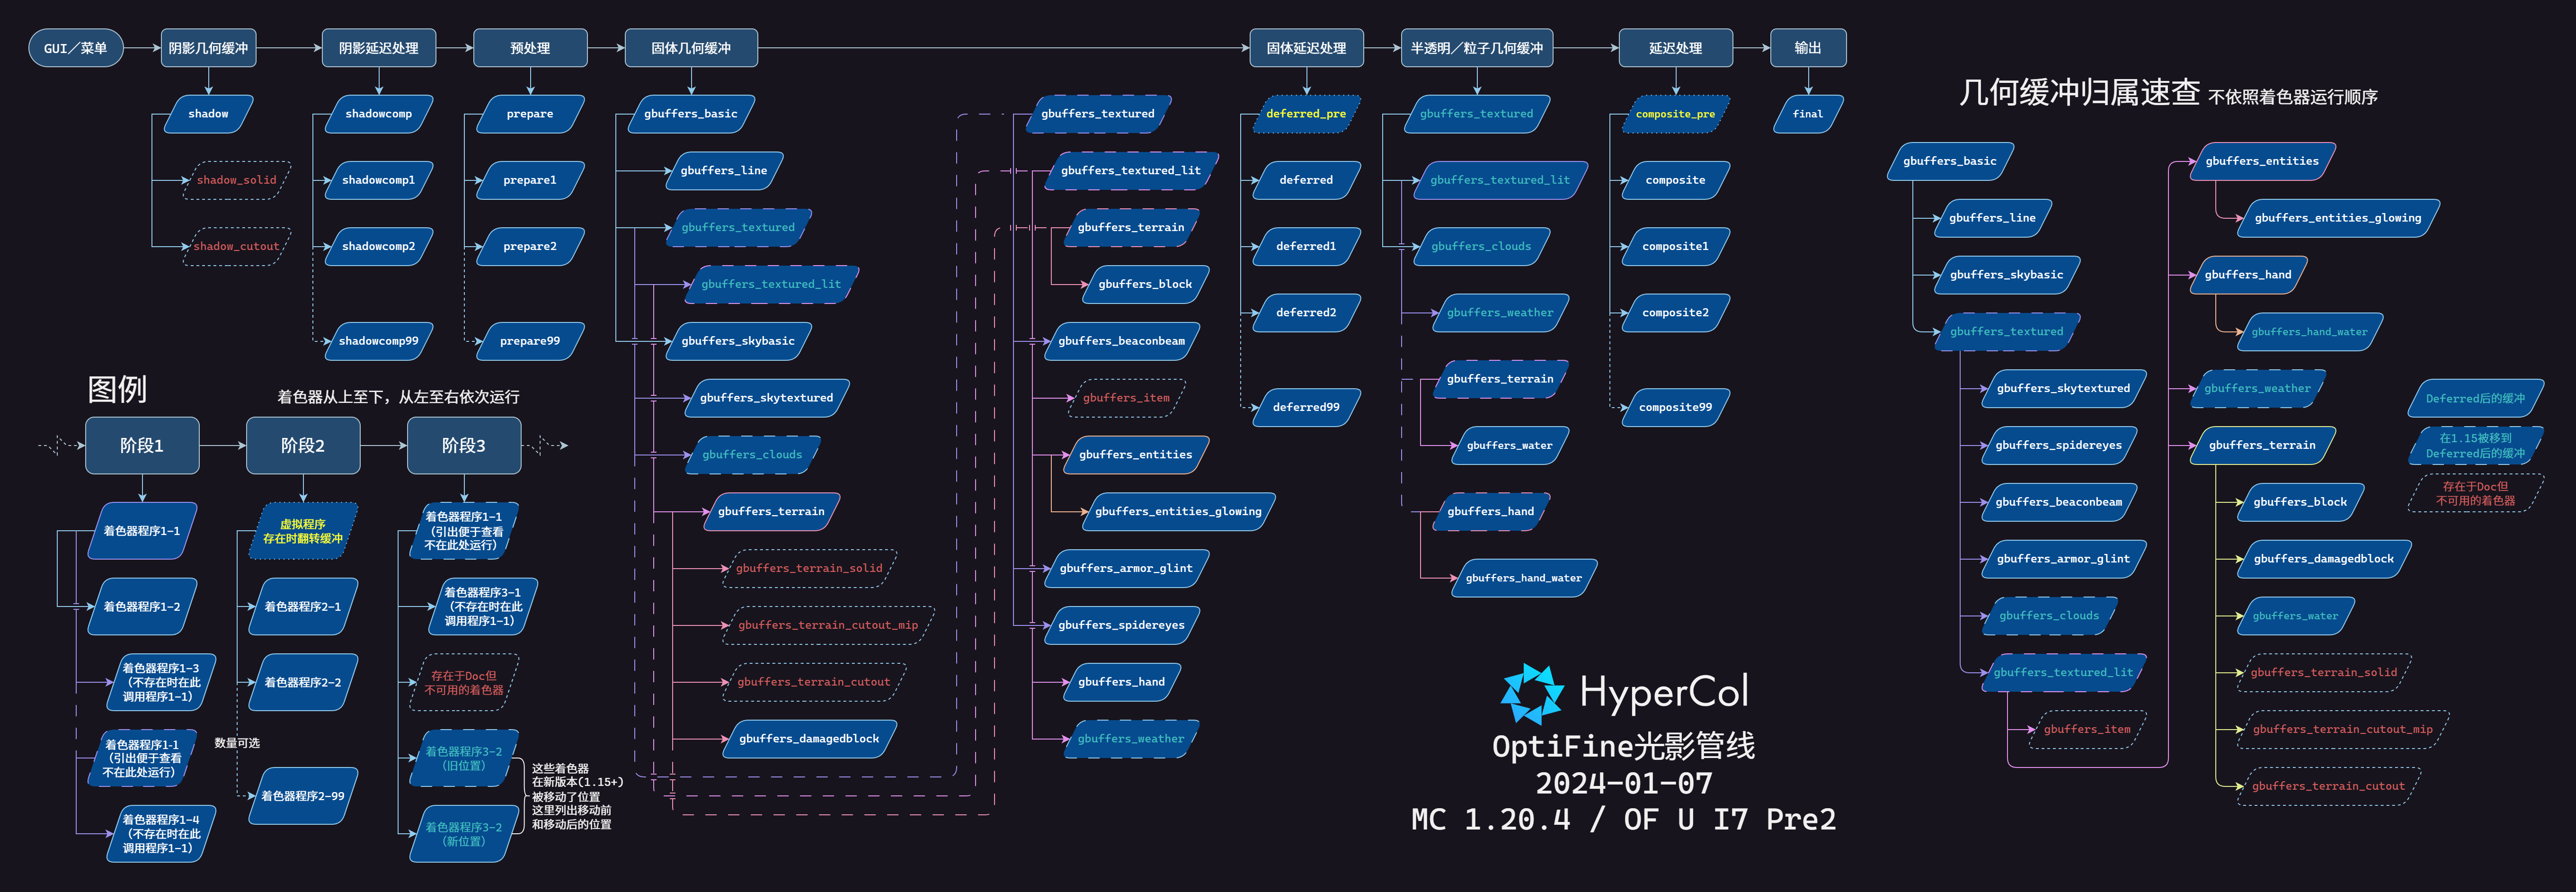 GUI／菜单
阴影几何缓冲
阴影延迟处理
预处理
固体几何缓冲
固体延迟处理
半透明／粒子几何缓冲
延迟处理
输出
shadow
shadow_solid
shadow_cutout
shadowcomp
shadowcomp1
shadowcomp2
shadowcomp99
prepare
prepare1
prepare2
prepare99
gbuffers_basic
gbuffers_line
gbuffers_textured
gbuffers_textured_lit
gbuffers_skybasic
gbuffers_skytextured
gbuffers_clouds
gbuffers_terrain
gbuffers_terrain_solid
gbuffers_terrain_cutout_mip
gbuffers_terrain_cutout
gbuffers_damagedblock
gbuffers_textured
gbuffers_textured_lit
gbuffers_terrain
gbuffers_block
gbuffers_beaconbeam
gbuffers_item
gbuffers_entities
gbuffers_entities_glowing
gbuffers_armor_glint
gbuffers_spidereyes
gbuffers_hand
gbuffers_weather
deferred_pre
deferred
deferred1
deferred2
deferred99
gbuffers_textured
gbuffers_textured_lit
gbuffers_clouds
gbuffers_weather
gbuffers_terrain
gbuffers_water
gbuffers_hand
gbuffers_hand_water
composite_pre
composite
composite1
composite2
composite99
final
图例
着色器从上至下，从左至右依次运行
阶段1
阶段2
阶段3
着色器程序1-1
着色器程序1-2
着色器程序1-3
（不存在时在此
调用程序1-1）
着色器程序1-1
（引出便于查看
不在此处运行）
着色器程序1-4
（不存在时在此
调用程序1-1）
虚拟程序
存在时翻转缓冲
着色器程序2-1
着色器程序2-2
数量可选
着色器程序2-99
着色器程序1-1
（引出便于查看
不在此处运行）
着色器程序3-1
（不存在时在此
调用程序1-1）
存在于Doc但
不可用的着色器
着色器程序3-2
（旧位置）
着色器程序3-2
（新位置）
这些着色器
在新版本(1.15+)
被移动了位置
这里列出移动前
和移动后的位置
HyperCol
OptiFine光影管线
2024-01-07
MC 1.20.4 / OF U I7 Pre2
几何缓冲归属速查 不依照着色器运行顺序
gbuffers_basic
gbuffers_line
gbuffers_skybasic
gbuffers_textured
gbuffers_skytextured
gbuffers_spidereyes
gbuffers_beaconbeam
gbuffers_armor_glint
gbuffers_clouds
gbuffers_textured_lit
gbuffers_item
gbuffers_entities
gbuffers_entities_glowing
gbuffers_hand
gbuffers_hand_water
gbuffers_weather
gbuffers_terrain
gbuffers_block
gbuffers_damagedblock
gbuffers_water
gbuffers_terrain_solid
gbuffers_terrain_cutout_mip
gbuffers_terrain_cutout
Deferred后的缓冲
在1.15被移到
Deferred后的缓冲
存在于Doc但
不可用的着色器